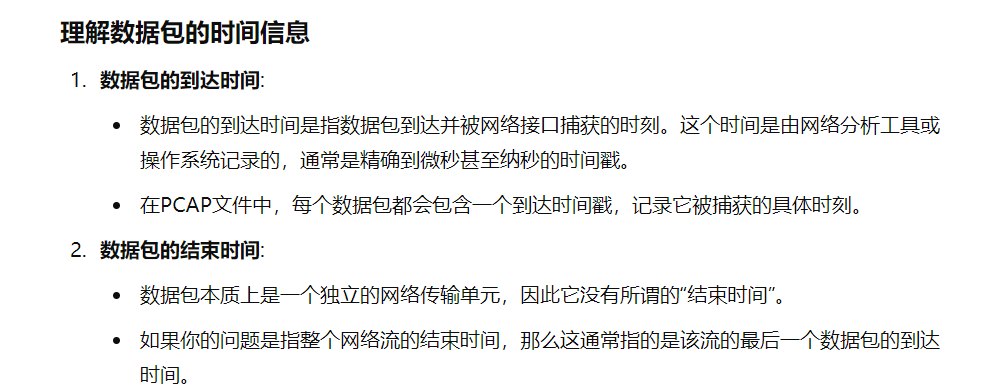 理解数据包的时间信息
1. 数据包的到达时间:
• 数据包的到达时间是指数据包到达并被网络接口捕获的时刻。这个时间是由网络分析工具或
操作系统记录的，通常是精确到微秒甚至纳秒的时间戳。
• 在PCAP文件中，每个数据包都会包含一个到达时间戳，记录它被捕获的具体时刻。
2. 数据包的结束时间:
• 数据包本质上是一个独立的网络传输单元，因此它没有所谓的“结束时间”。
• 如果你的问题是指整个网络流的结束时间，那么这通常指的是该流的最后一个数据包的到达
时间。